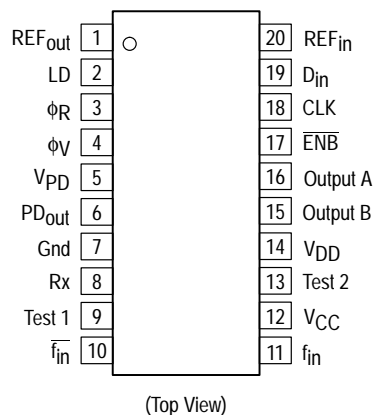 REFout 1 20 REFin
LD 2 19 Din
ϕR 3 18 CLK
ϕV 4 17 E̅N̅B̅
VPD 5 16 Output A
PDout 6 15 Output B
Gnd 7 14 VDD
Rx 8 13 Test 2
Test 1 9 12 VCC
f̅i̅n̅ 10 11 fin
(Top View)